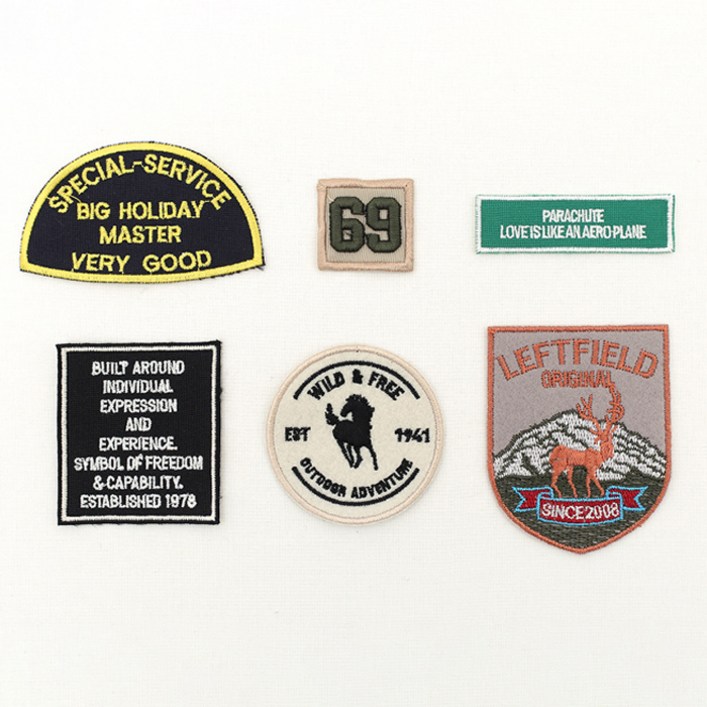 SPECIAL-SERVICE
BIG HOLIDAY
MASTER
VERY GOOD
69
PARACHUTE
LOVE IS LIKE AN AERO-PLANE
BUILT AROUND
INDIVIDUAL
EXPRESSION
AND
EXPERIENCE.
SYMBOL OF FREEDOM
& CAPABILITY.
ESTABLISHED 1978
WILD & FREE
EST 1941
OUTDOOR ADVENTURE
LEFTFIELD
ORIGINAL
SINCE 2008